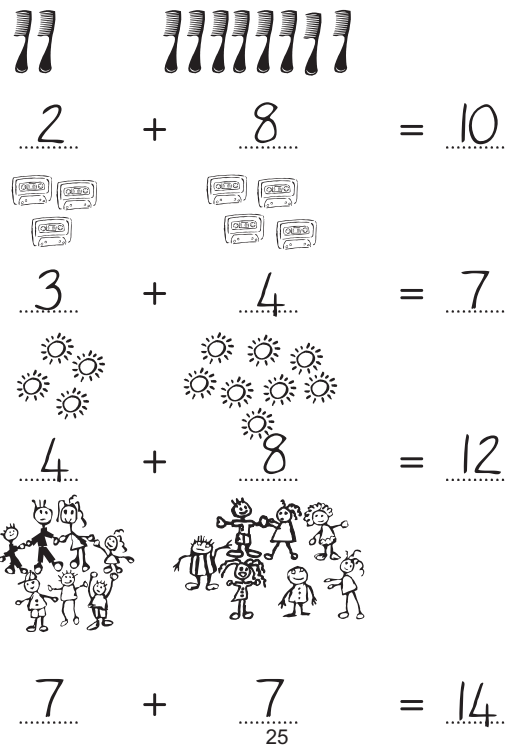 2 + 8 = 10
3 + 4 = 7
4 + 8 = 12
7 + 7 = 14
25